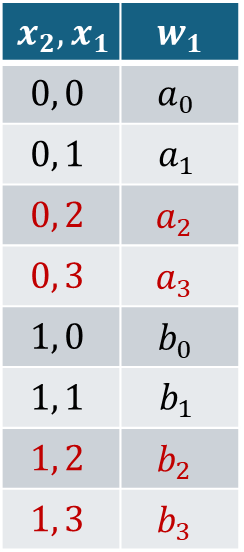 x₂, x₁ w₁
0, 0 a₀
0, 1 a₁
0, 2 a₂
0, 3 a₃
1, 0 b₀
1, 1 b₁
1, 2 b₂
1, 3 b₃